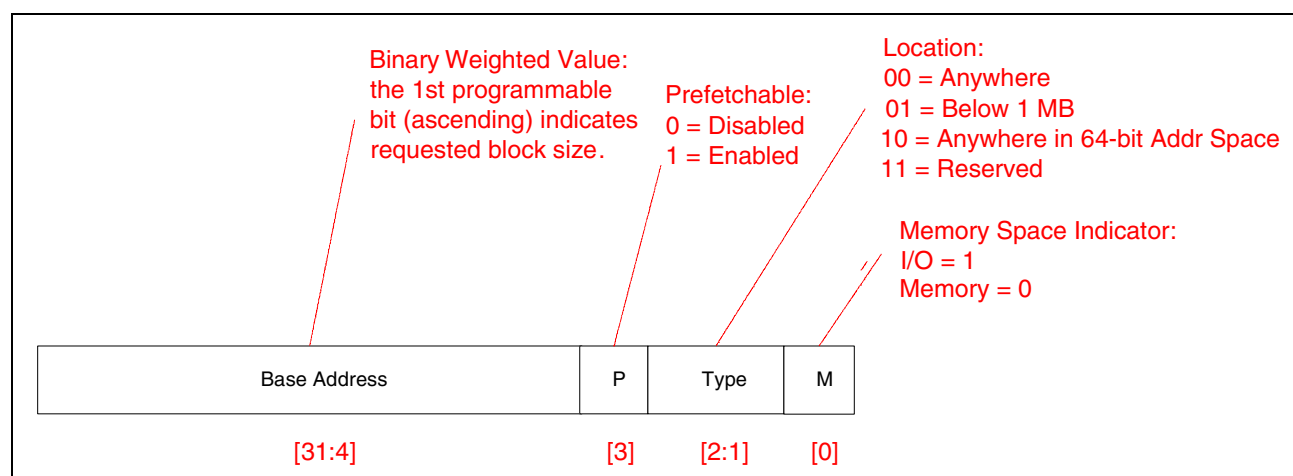 Binary Weighted Value:
the 1st programmable
bit (ascending) indicates
requested block size.
Prefetchable:
0 = Disabled
1 = Enabled
Location:
00 = Anywhere
01 = Below 1 MB
10 = Anywhere in 64-bit Addr Space
11 = Reserved
Memory Space Indicator:
I/O = 1
Memory = 0
Base Address
P
Type
M
[31:4]
[3]
[2:1]
[0]